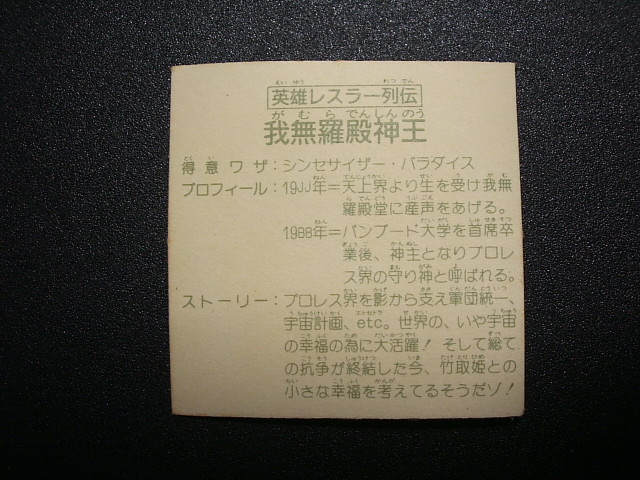 英雄レスラー列伝
我無羅殿神王
得意ワザ：シンセサイザー・パラダイス
プロフィール：19JJ年＝天上界より生を受け我無
羅殿堂に産声をあげる。
1988年＝バンブード大学を首席卒
業後、神主となりプロレ
ス界の守り神と呼ばれる。
ストーリー：プロレス界を影から支え軍団統一、
宇宙計画、etc. 世界の、いや宇宙
の幸福の為に大活躍！そして総て
の抗争が終結した今、竹取姫との
小さな幸福を考えてるそうだゾ！